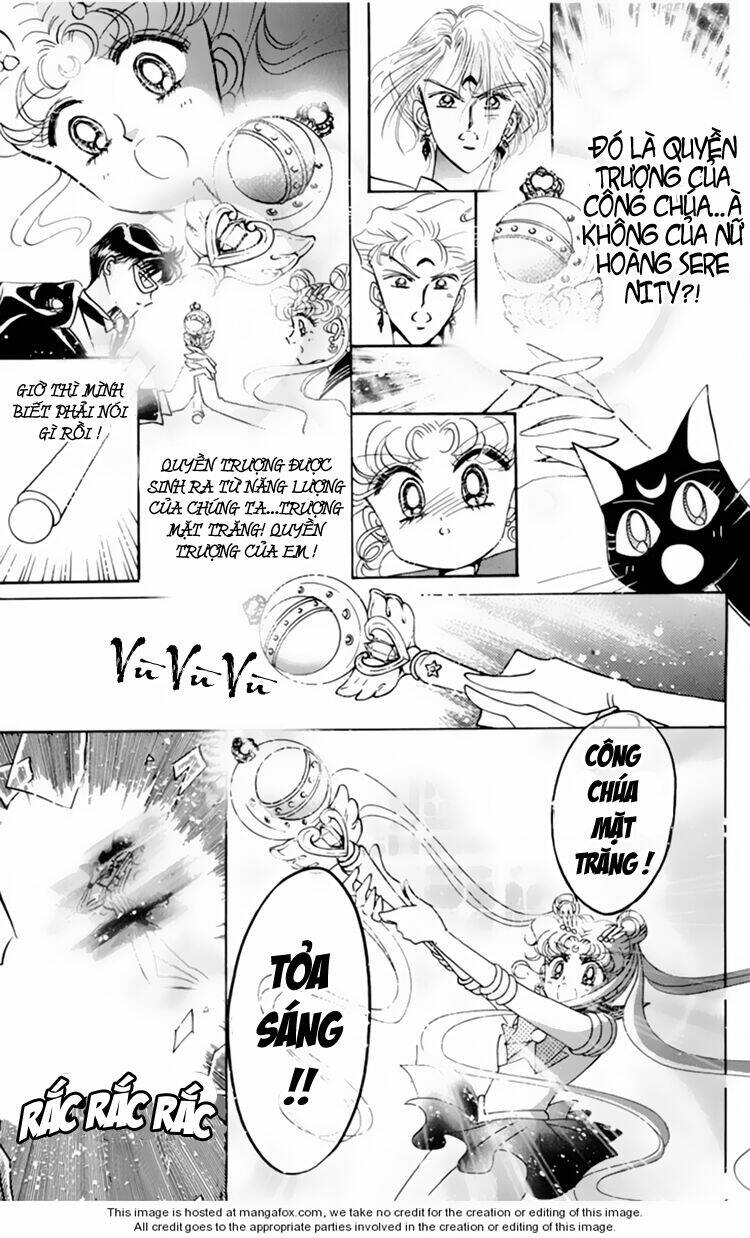 ĐÓ LÀ QUYỀN
TRƯỢNG CỦA
CÔNG CHÚA...À
KHÔNG CỦA NỮ
HOÀNG SERE
NITY?!
GIỜ THÌ MÌNH
BIẾT PHẢI NÓI
GÌ RỒI !
QUYỀN TRƯỢNG ĐƯỢC
SINH RA TỪ NĂNG LƯỢNG
CỦA CHÚNG TA...TRƯỢNG
MẶT TRĂNG! QUYỀN
TRƯỢNG CỦA EM !
Vù Vù Vù
CÔNG
CHÚA
MẶT
TRĂNG !
TỎA
SÁNG
!!
RẮC RẮC RẮC
This image is hosted at mangafox.com, we take no credit for the creation or editing of this image.
All credit goes to the appropriate parties involved in the creation or editing of this image.